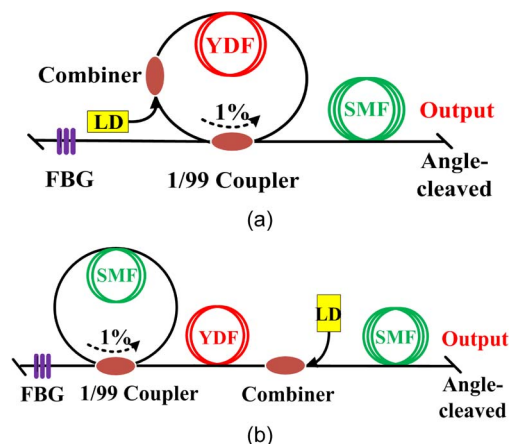 YDF
Combiner
LD
1%
SMF
Output
FBG
1/99 Coupler
Angle-
cleaved
(a)
SMF
1%
YDF
LD
SMF
Output
FBG
1/99 Coupler
Combiner
Angle-
cleaved
(b)